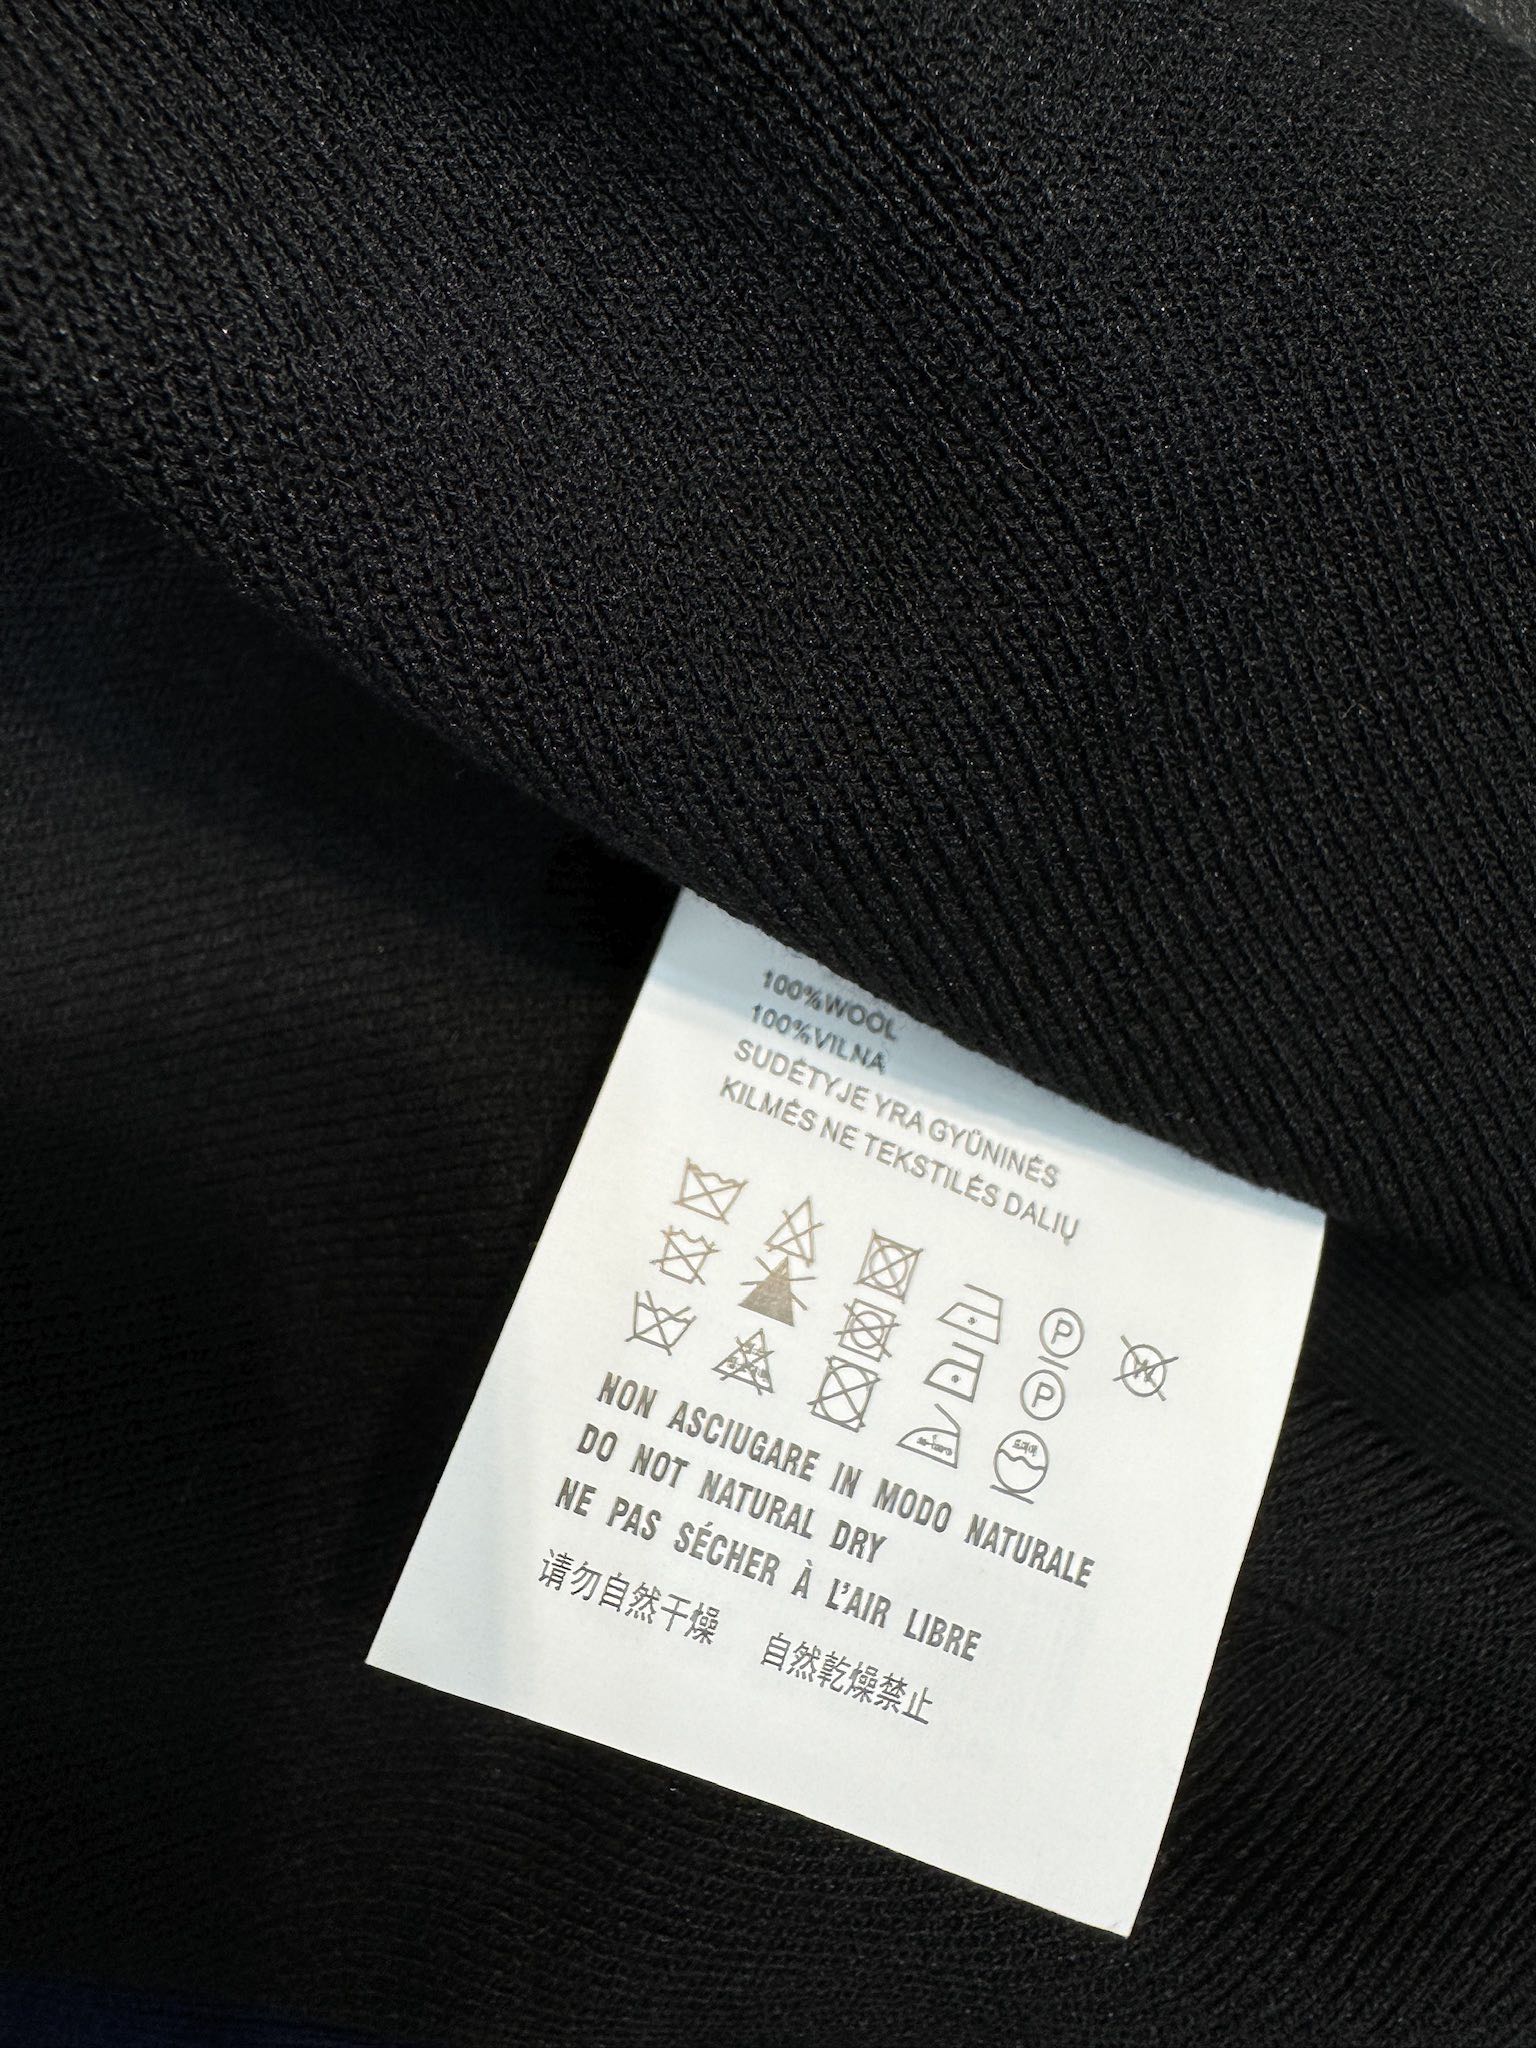 100%WOOL
100%VILNA
SUDĖTYJE YRA GYŪNINĖS
KILMĖS NE TEKSTILĖS DALIŲ
P
P
NON ASCIUGARE IN MODO NATURALE
DO NOT NATURAL DRY
NE PAS SÉCHER À L'AIR LIBRE
请勿自然干燥 自然乾燥禁止